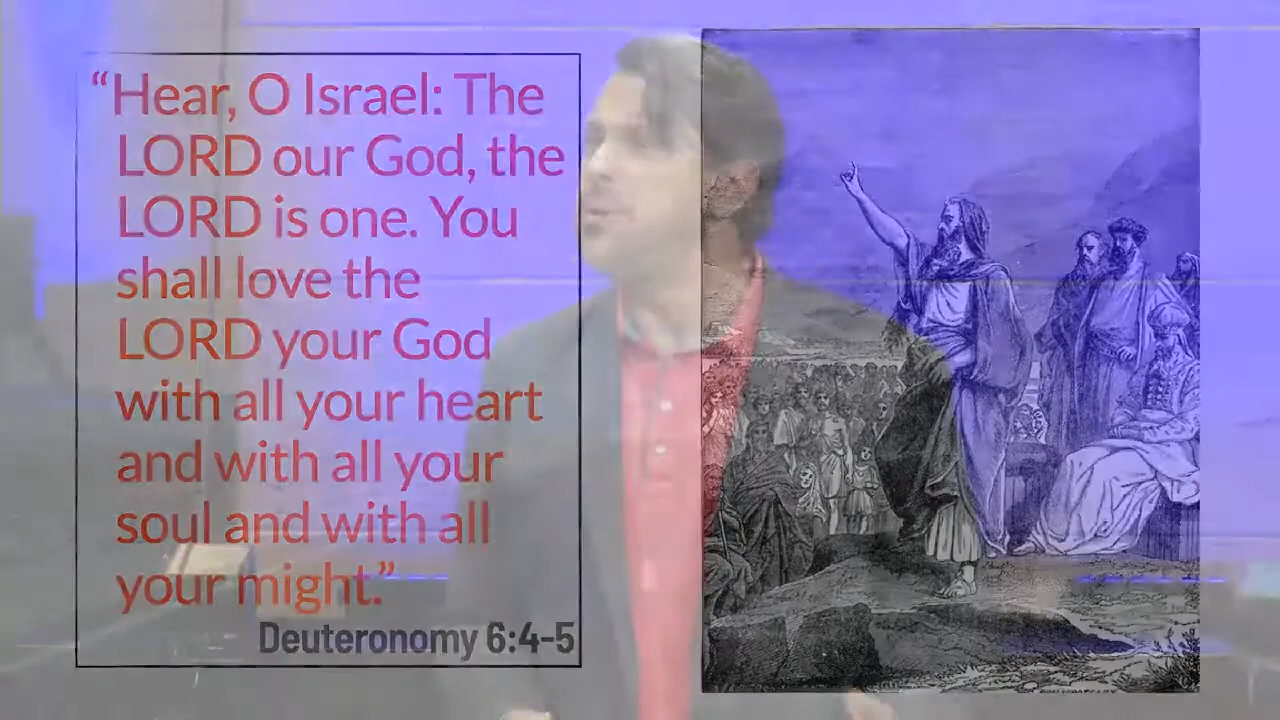 “Hear, O Israel: The
LORD our God, the
LORD is one. You
shall love the
LORD your God
with all your heart
and with all your
soul and with all
your might.”
Deuteronomy 6:4-5